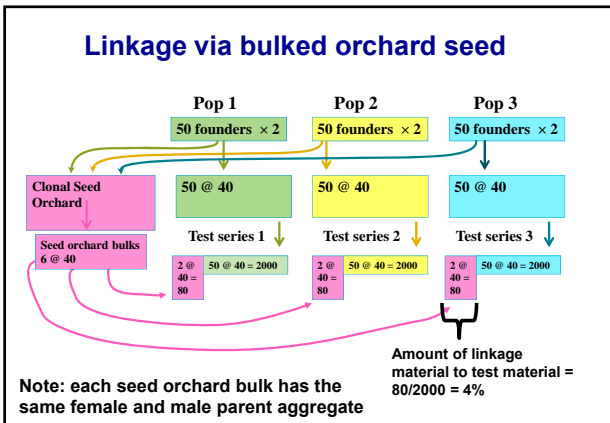 Linkage via bulked orchard seed
Pop 1
Pop 2
Pop 3
50 founders × 2
50 founders × 2
50 founders × 2
Clonal Seed
Orchard
50 @ 40
50 @ 40
50 @ 40
Seed orchard bulks
6 @ 40
Test series 1
Test series 2
Test series 3
2 @
40 =
80
50 @ 40 = 2000
2 @
40 =
80
50 @ 40 = 2000
2 @
40 =
80
50 @ 40 = 2000
Amount of linkage
material to test material =
80/2000 = 4%
Note: each seed orchard bulk has the
same female and male parent aggregate